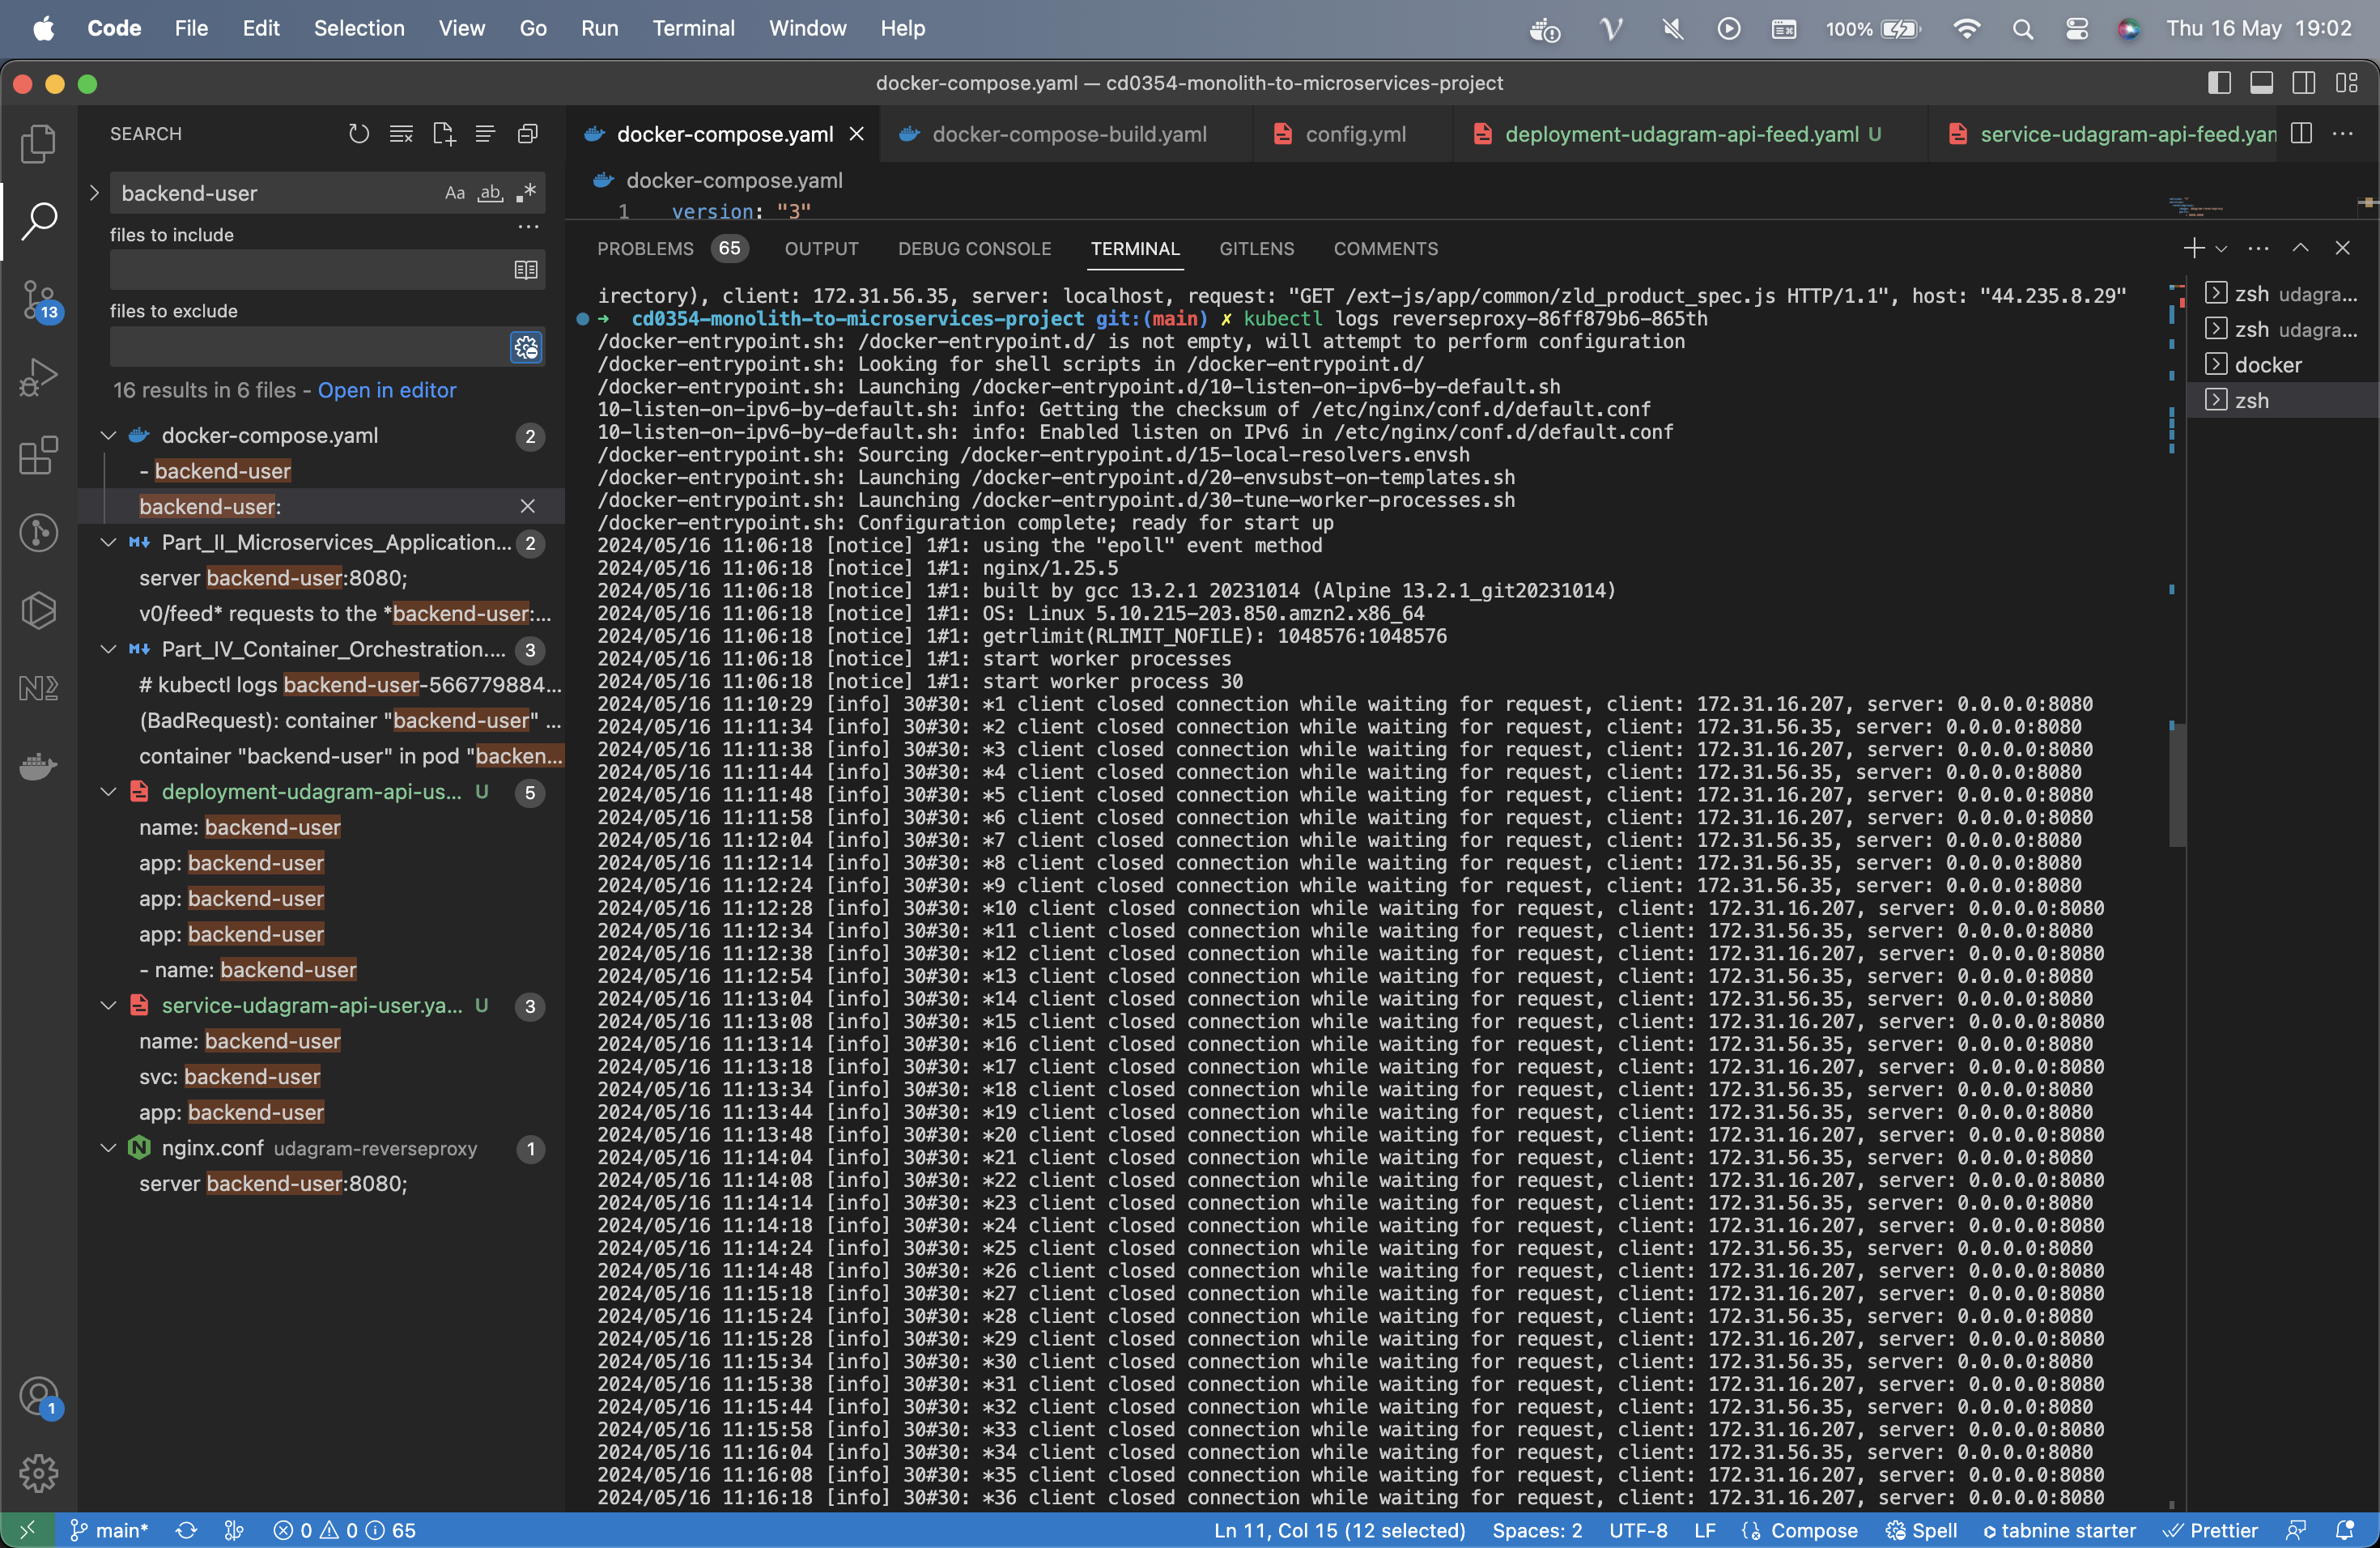 Code File Edit Selection View Go Run Terminal Window Help 100% Thu 16 May 19:02
docker-compose.yaml — cd0354-monolith-to-microservices-project
SEARCH
backend-user
Aa ab
files to include
files to exclude
16 results in 6 files - Open in editor
docker-compose.yaml 2
- backend-user
backend-user:
Part_II_Microservices_Application... 2
server backend-user:8080;
v0/feed* requests to the *backend-user:...
Part_IV_Container_Orchestration.... 3
# kubectl logs backend-user-566779884...
(BadRequest): container "backend-user" ...
container "backend-user" in pod "backen...
deployment-udagram-api-us... U 5
name: backend-user
app: backend-user
app: backend-user
app: backend-user
- name: backend-user
service-udagram-api-user.ya... U 3
name: backend-user
svc: backend-user
app: backend-user
nginx.conf udagram-reverseproxy 1
server backend-user:8080;
13
1
docker-compose.yaml docker-compose-build.yaml config.yml deployment-udagram-api-feed.yaml U service-udagram-api-feed.yam
docker-compose.yaml
1 version: "3"
PROBLEMS 65 OUTPUT DEBUG CONSOLE TERMINAL GITLENS COMMENTS
irectory), client: 172.31.56.35, server: localhost, request: "GET /ext-js/app/common/zld_product_spec.js HTTP/1.1", host: "44.235.8.29"
➜ cd0354-monolith-to-microservices-project git:(main) ✗ kubectl logs reverseproxy-86ff879b6-865th
/docker-entrypoint.sh: /docker-entrypoint.d/ is not empty, will attempt to perform configuration
/docker-entrypoint.sh: Looking for shell scripts in /docker-entrypoint.d/
/docker-entrypoint.sh: Launching /docker-entrypoint.d/10-listen-on-ipv6-by-default.sh
10-listen-on-ipv6-by-default.sh: info: Getting the checksum of /etc/nginx/conf.d/default.conf
10-listen-on-ipv6-by-default.sh: info: Enabled listen on IPv6 in /etc/nginx/conf.d/default.conf
/docker-entrypoint.sh: Sourcing /docker-entrypoint.d/15-local-resolvers.envsh
/docker-entrypoint.sh: Launching /docker-entrypoint.d/20-envsubst-on-templates.sh
/docker-entrypoint.sh: Launching /docker-entrypoint.d/30-tune-worker-processes.sh
/docker-entrypoint.sh: Configuration complete; ready for start up
2024/05/16 11:06:18 [notice] 1#1: using the "epoll" event method
2024/05/16 11:06:18 [notice] 1#1: nginx/1.25.5
2024/05/16 11:06:18 [notice] 1#1: built by gcc 13.2.1 20231014 (Alpine 13.2.1_git20231014)
2024/05/16 11:06:18 [notice] 1#1: OS: Linux 5.10.215-203.850.amzn2.x86_64
2024/05/16 11:06:18 [notice] 1#1: getrlimit(RLIMIT_NOFILE): 1048576:1048576
2024/05/16 11:06:18 [notice] 1#1: start worker processes
2024/05/16 11:06:18 [notice] 1#1: start worker process 30
2024/05/16 11:10:29 [info] 30#30: *1 client closed connection while waiting for request, client: 172.31.16.207, server: 0.0.0.0:8080
2024/05/16 11:11:34 [info] 30#30: *2 client closed connection while waiting for request, client: 172.31.56.35, server: 0.0.0.0:8080
2024/05/16 11:11:38 [info] 30#30: *3 client closed connection while waiting for request, client: 172.31.16.207, server: 0.0.0.0:8080
2024/05/16 11:11:44 [info] 30#30: *4 client closed connection while waiting for request, client: 172.31.56.35, server: 0.0.0.0:8080
2024/05/16 11:11:48 [info] 30#30: *5 client closed connection while waiting for request, client: 172.31.16.207, server: 0.0.0.0:8080
2024/05/16 11:11:58 [info] 30#30: *6 client closed connection while waiting for request, client: 172.31.16.207, server: 0.0.0.0:8080
2024/05/16 11:12:04 [info] 30#30: *7 client closed connection while waiting for request, client: 172.31.56.35, server: 0.0.0.0:8080
2024/05/16 11:12:14 [info] 30#30: *8 client closed connection while waiting for request, client: 172.31.56.35, server: 0.0.0.0:8080
2024/05/16 11:12:24 [info] 30#30: *9 client closed connection while waiting for request, client: 172.31.56.35, server: 0.0.0.0:8080
2024/05/16 11:12:28 [info] 30#30: *10 client closed connection while waiting for request, client: 172.31.16.207, server: 0.0.0.0:8080
2024/05/16 11:12:34 [info] 30#30: *11 client closed connection while waiting for request, client: 172.31.56.35, server: 0.0.0.0:8080
2024/05/16 11:12:38 [info] 30#30: *12 client closed connection while waiting for request, client: 172.31.16.207, server: 0.0.0.0:8080
2024/05/16 11:12:54 [info] 30#30: *13 client closed connection while waiting for request, client: 172.31.56.35, server: 0.0.0.0:8080
2024/05/16 11:13:04 [info] 30#30: *14 client closed connection while waiting for request, client: 172.31.56.35, server: 0.0.0.0:8080
2024/05/16 11:13:08 [info] 30#30: *15 client closed connection while waiting for request, client: 172.31.16.207, server: 0.0.0.0:8080
2024/05/16 11:13:14 [info] 30#30: *16 client closed connection while waiting for request, client: 172.31.56.35, server: 0.0.0.0:8080
2024/05/16 11:13:18 [info] 30#30: *17 client closed connection while waiting for request, client: 172.31.16.207, server: 0.0.0.0:8080
2024/05/16 11:13:34 [info] 30#30: *18 client closed connection while waiting for request, client: 172.31.56.35, server: 0.0.0.0:8080
2024/05/16 11:13:44 [info] 30#30: *19 client closed connection while waiting for request, client: 172.31.56.35, server: 0.0.0.0:8080
2024/05/16 11:13:48 [info] 30#30: *20 client closed connection while waiting for request, client: 172.31.16.207, server: 0.0.0.0:8080
2024/05/16 11:14:04 [info] 30#30: *21 client closed connection while waiting for request, client: 172.31.56.35, server: 0.0.0.0:8080
2024/05/16 11:14:08 [info] 30#30: *22 client closed connection while waiting for request, client: 172.31.16.207, server: 0.0.0.0:8080
2024/05/16 11:14:14 [info] 30#30: *23 client closed connection while waiting for request, client: 172.31.56.35, server: 0.0.0.0:8080
2024/05/16 11:14:18 [info] 30#30: *24 client closed connection while waiting for request, client: 172.31.16.207, server: 0.0.0.0:8080
2024/05/16 11:14:24 [info] 30#30: *25 client closed connection while waiting for request, client: 172.31.56.35, server: 0.0.0.0:8080
2024/05/16 11:14:48 [info] 30#30: *26 client closed connection while waiting for request, client: 172.31.16.207, server: 0.0.0.0:8080
2024/05/16 11:15:18 [info] 30#30: *27 client closed connection while waiting for request, client: 172.31.16.207, server: 0.0.0.0:8080
2024/05/16 11:15:24 [info] 30#30: *28 client closed connection while waiting for request, client: 172.31.56.35, server: 0.0.0.0:8080
2024/05/16 11:15:28 [info] 30#30: *29 client closed connection while waiting for request, client: 172.31.16.207, server: 0.0.0.0:8080
2024/05/16 11:15:34 [info] 30#30: *30 client closed connection while waiting for request, client: 172.31.56.35, server: 0.0.0.0:8080
2024/05/16 11:15:38 [info] 30#30: *31 client closed connection while waiting for request, client: 172.31.16.207, server: 0.0.0.0:8080
2024/05/16 11:15:44 [info] 30#30: *32 client closed connection while waiting for request, client: 172.31.56.35, server: 0.0.0.0:8080
2024/05/16 11:15:58 [info] 30#30: *33 client closed connection while waiting for request, client: 172.31.16.207, server: 0.0.0.0:8080
2024/05/16 11:16:04 [info] 30#30: *34 client closed connection while waiting for request, client: 172.31.56.35, server: 0.0.0.0:8080
2024/05/16 11:16:08 [info] 30#30: *35 client closed connection while waiting for request, client: 172.31.16.207, server: 0.0.0.0:8080
2024/05/16 11:16:18 [info] 30#30: *36 client closed connection while waiting for request, client: 172.31.16.207, server: 0.0.0.0:8080
zsh udagra...
zsh udagra...
docker
zsh
main* 0 0 65 Ln 11, Col 15 (12 selected) Spaces: 2 UTF-8 LF Compose Spell tabnine starter Prettier